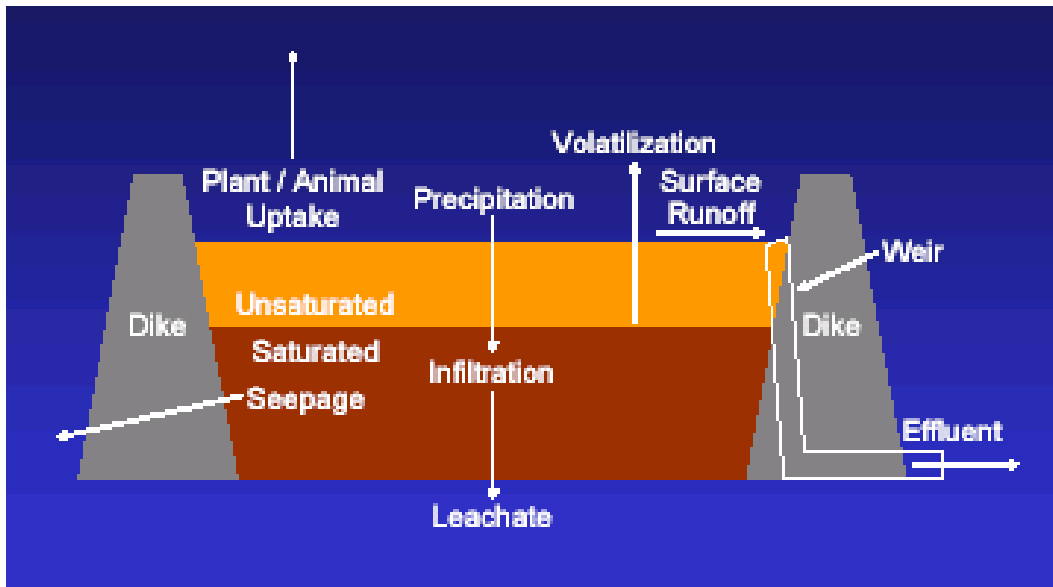 Volatilization
Plant / Animal
Uptake
Precipitation
Surface
Runoff
Weir
Unsaturated
Dike
Dike
Saturated
Infiltration
Seepage
Effluent
Leachate